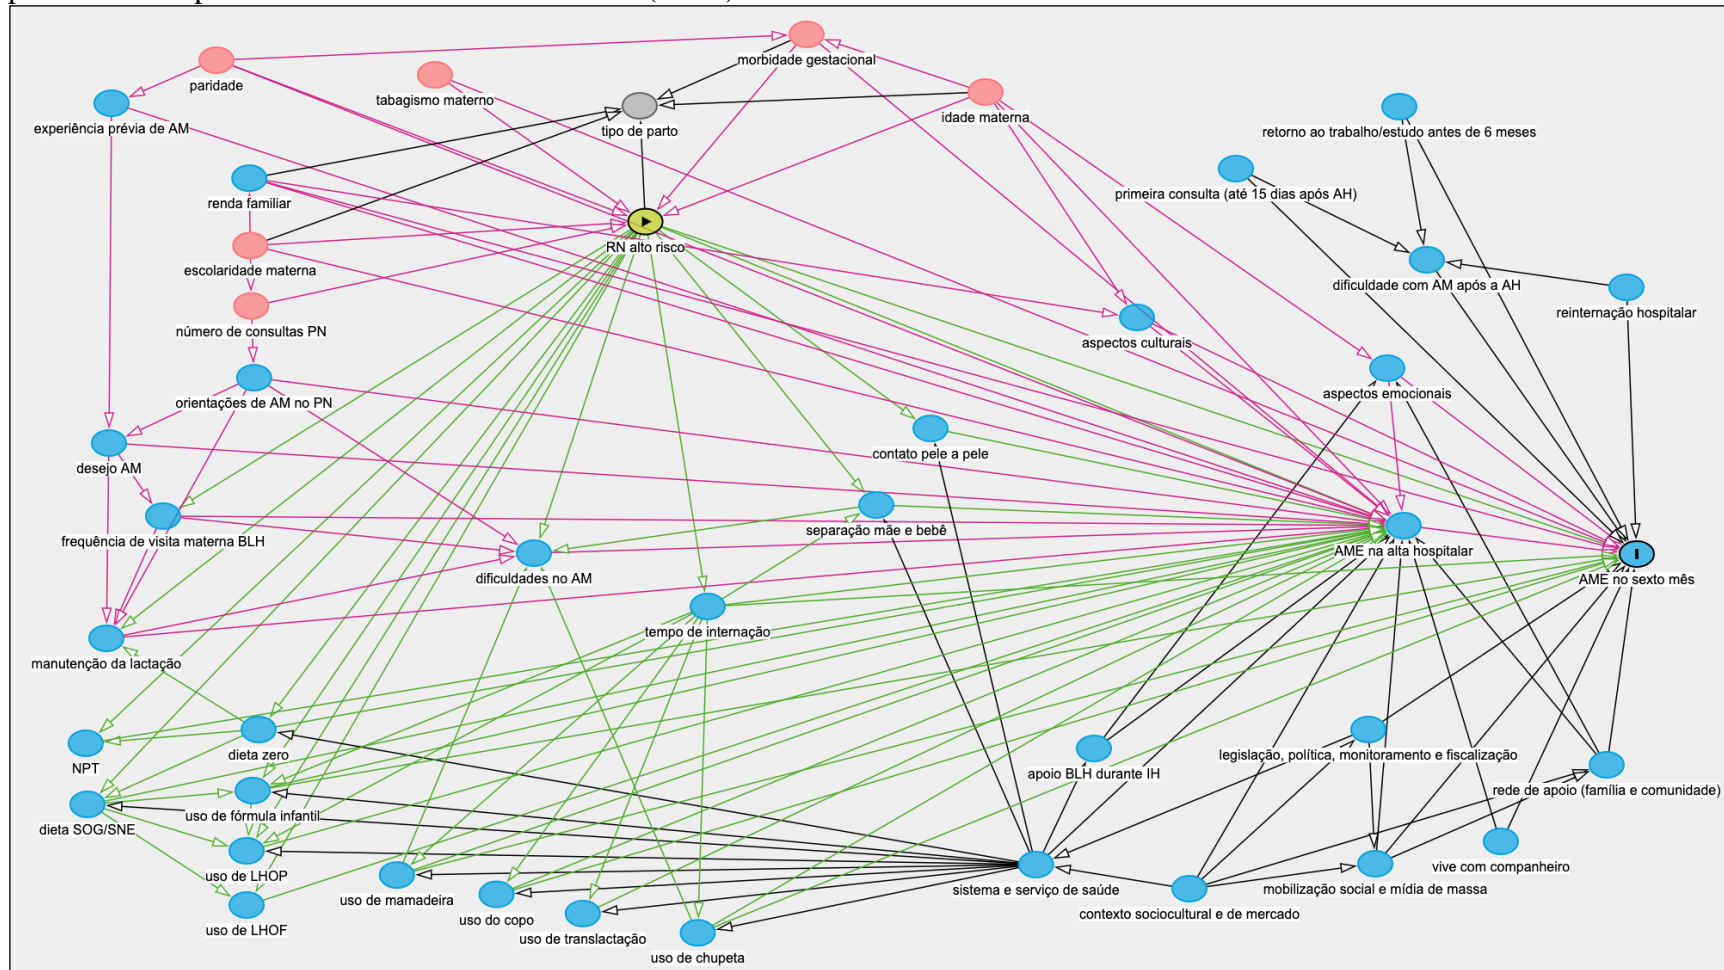 morbidade gestacional
paridade
tabagismo materno
idade materna
experiência prévia de AM
tipo de parto
retorno ao trabalho/estudo antes de 6 meses
primeira consulta (até 15 dias após AH)
renda familiar
RN alto risco
escolaridade materna
dificuldade com AM após a AH
reinternação hospitalar
número de consultas PN
aspectos culturais
orientações de AM no PN
aspectos emocionais
contato pele a pele
desejo AM
separação mãe e bebê
frequência de visita materna BLH
AME na alta hospitalar
dificuldades no AM
AME no sexto mês
tempo de internação
manutenção da lactação
dieta zero
legislação, política, monitoramento e fiscalização
NPT
apoio BLH durante IH
rede de apoio (família e comunidade)
uso de fórmula infantil
dieta SOG/SNE
vive com companheiro
uso de LHOP
sistema e serviço de saúde
mobilização social e mídia de massa
uso de mamadeira
contexto sociocultural e de mercado
uso do copo
uso de LHOF
uso de translactação
uso de chupeta